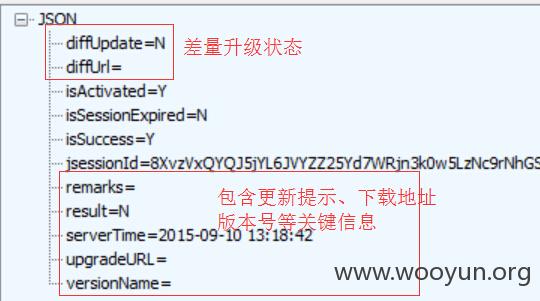 JSON
diffUpdate=N
差量升级状态
diffUrl=
isActivated=Y
isSessionExpired=N
isSuccess=Y
jsessionId=8XvzVxQYQJ5jYL6JVYZZ25Yd7WRjn3k0w5LzNc9rNhGS
remarks=
包含更新提示、下载地址
result=N
版本号等关键信息
serverTime=2015-09-10 13:18:42
upgradeURL=
www.wooyun.org
versionName=